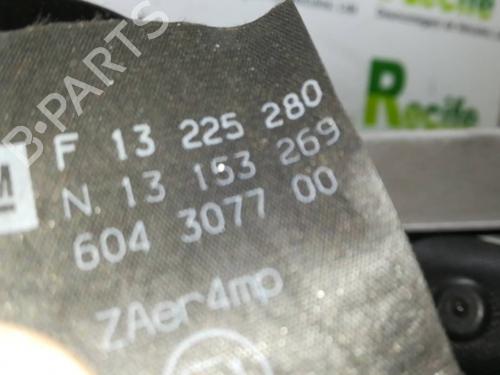 F 13 225 280
N. 13 153 269
604 3077 00
ZAer4mp
B-PARTS
Recife